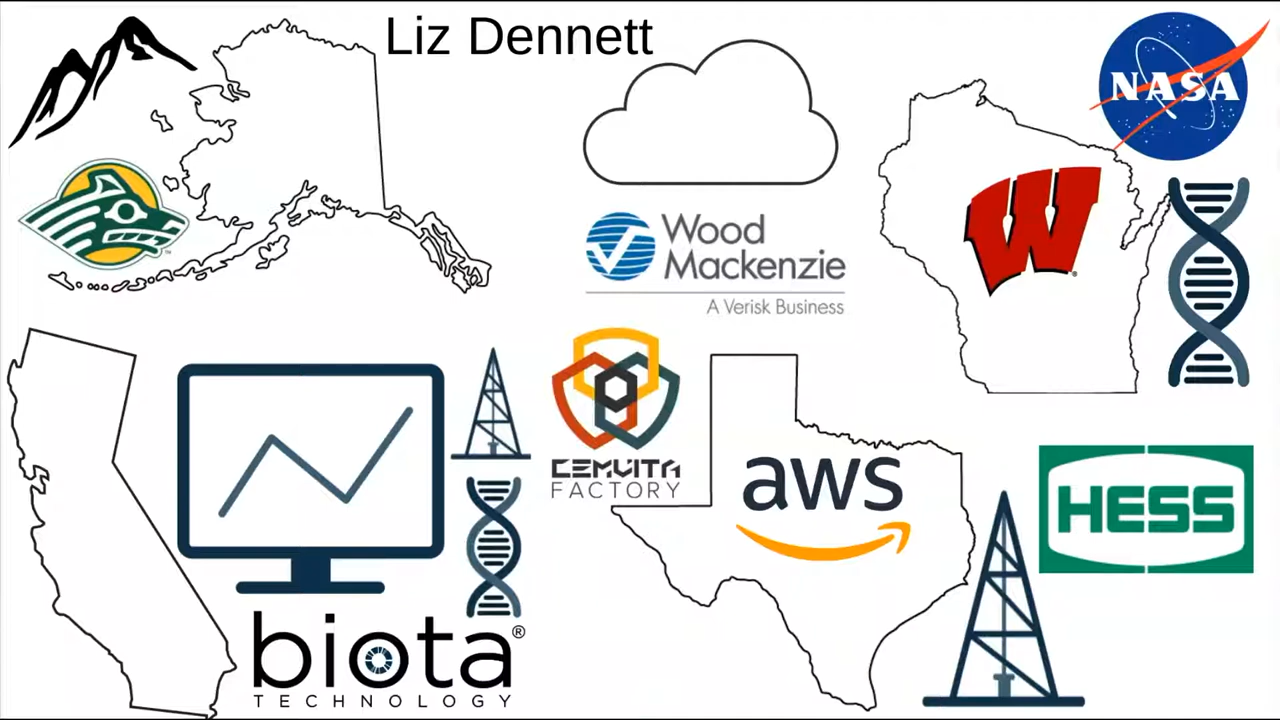 Liz Dennett
NASA
W
Wood
Mackenzie
A Verisk Business
CEMVITA
FACTORY
aws
HESS
biota®
TECHNOLOGY